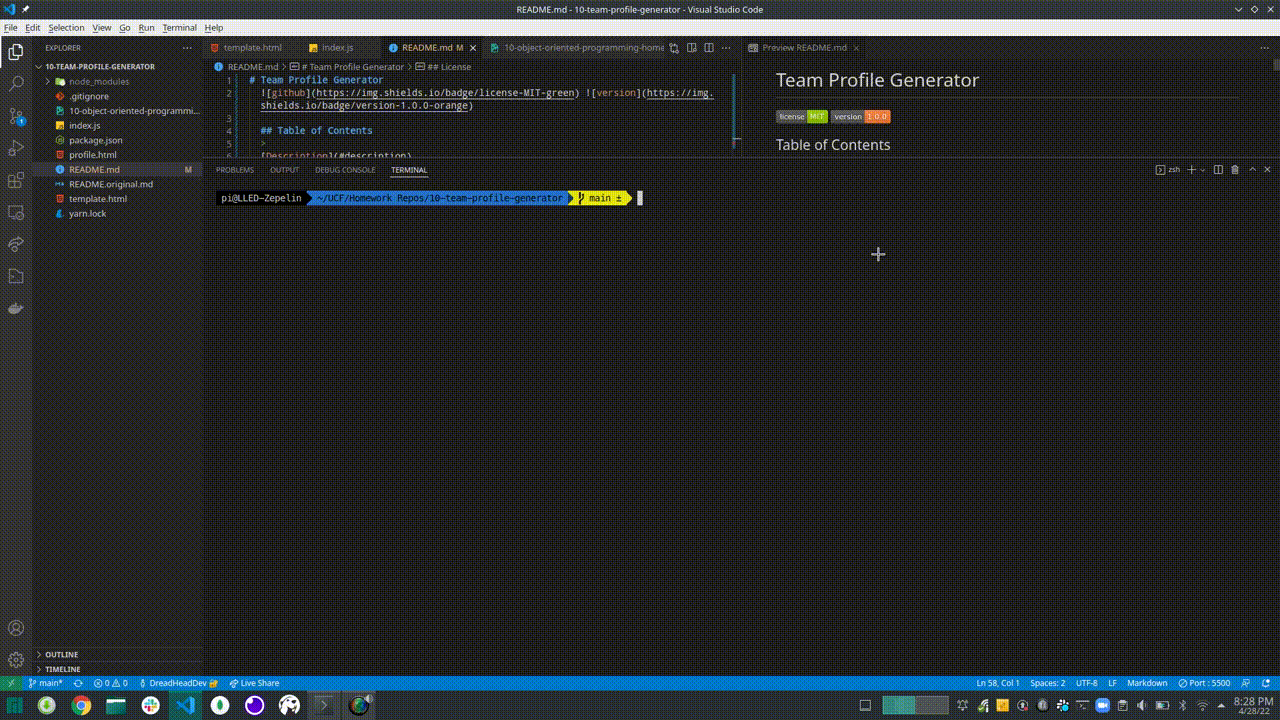 README.md - 10-team-profile-generator - Visual Studio Code
File Edit Selection View Go Run Terminal Help
EXPLORER
10-TEAM-PROFILE-GENERATOR
node_modules
.gitignore
10-object-oriented-programmi...
index.js
package.json
profile.html
README.md M
README.original.md
template.html
yarn.lock
OUTLINE
TIMELINE
template.html index.js README.md M 10-object-oriented-programming-home Preview README.md
README.md > # Team Profile Generator > ## License
1 # Team Profile Generator
2 ![github](https://img.shields.io/badge/license-MIT-green) ![version](https://img.
shields.io/badge/version-1.0.0-orange)
3
4 ## Table of Contents
5 >
6 [Description](#description)
Team Profile Generator
license MIT version 1.0.0
Table of Contents
PROBLEMS OUTPUT DEBUG CONSOLE TERMINAL zsh
pi@LLED-Zepelin ~/UCF/Homework Repos/10-team-profile-generator main ±
main* 0 0 DreadHeadDev Live Share Ln 58, Col 1 Spaces: 2 UTF-8 LF Markdown Port : 5500
8:28 PM
4/28/22